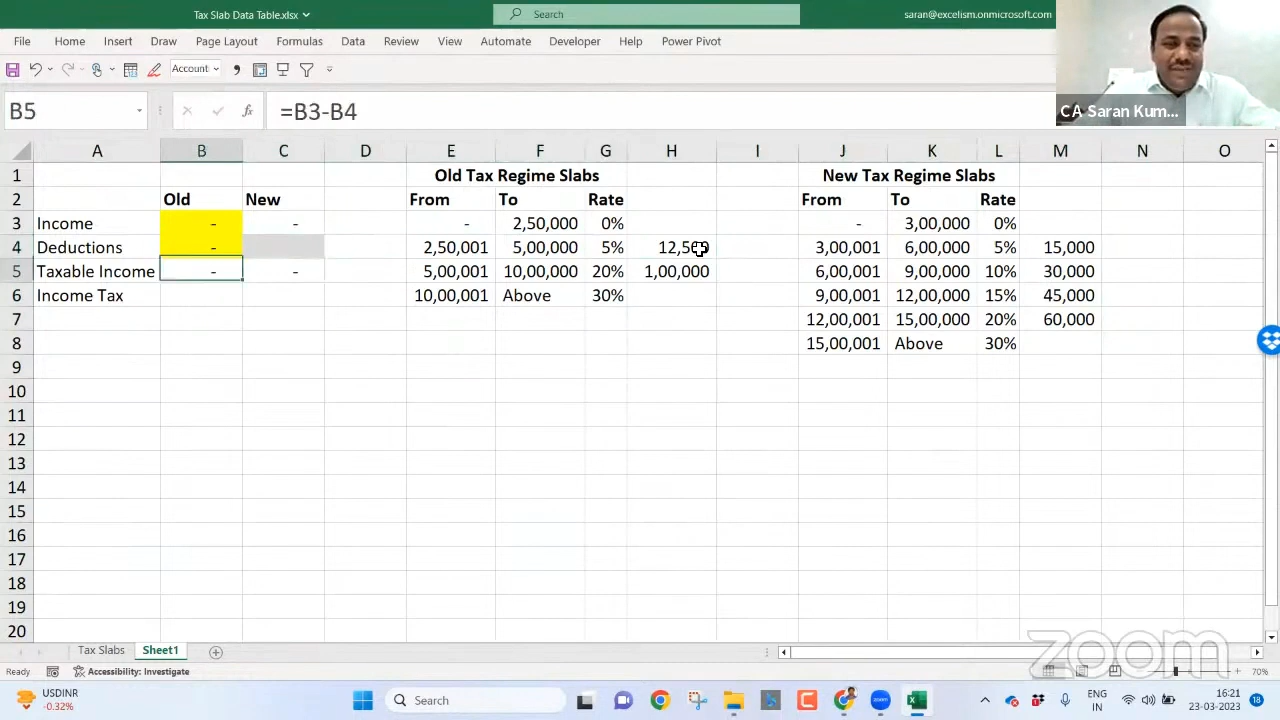 Tax Slab Data Table.xlsx
Search
saran@excelism.onmicrosoft.com
File Home Insert Draw Page Layout Formulas Data Review View Automate Developer Help Power Pivot
Account
B5 fx =B3-B4
CA Saran Kum...
A B C D E F G H I J K L M N O
1 Old Tax Regime Slabs New Tax Regime Slabs
2 Old New From To Rate From To Rate
3 Income - - - 2,50,000 0% - 3,00,000 0%
4 Deductions - 2,50,001 5,00,000 5% 12,500 3,00,001 6,00,000 5% 15,000
5 Taxable Income - - 5,00,001 10,00,000 20% 1,00,000 6,00,001 9,00,000 10% 30,000
6 Income Tax 10,00,001 Above 30% 9,00,001 12,00,000 15% 45,000
7 12,00,001 15,00,000 20% 60,000
8 15,00,001 Above 30%
9
10
11
12
13
14
15
16
17
18
19
20
Tax Slabs Sheet1
zoom
Ready Accessibility: Investigate 70%
USDINR
-0.32%
Search
ENG
IN
16:21
23-03-2023
18